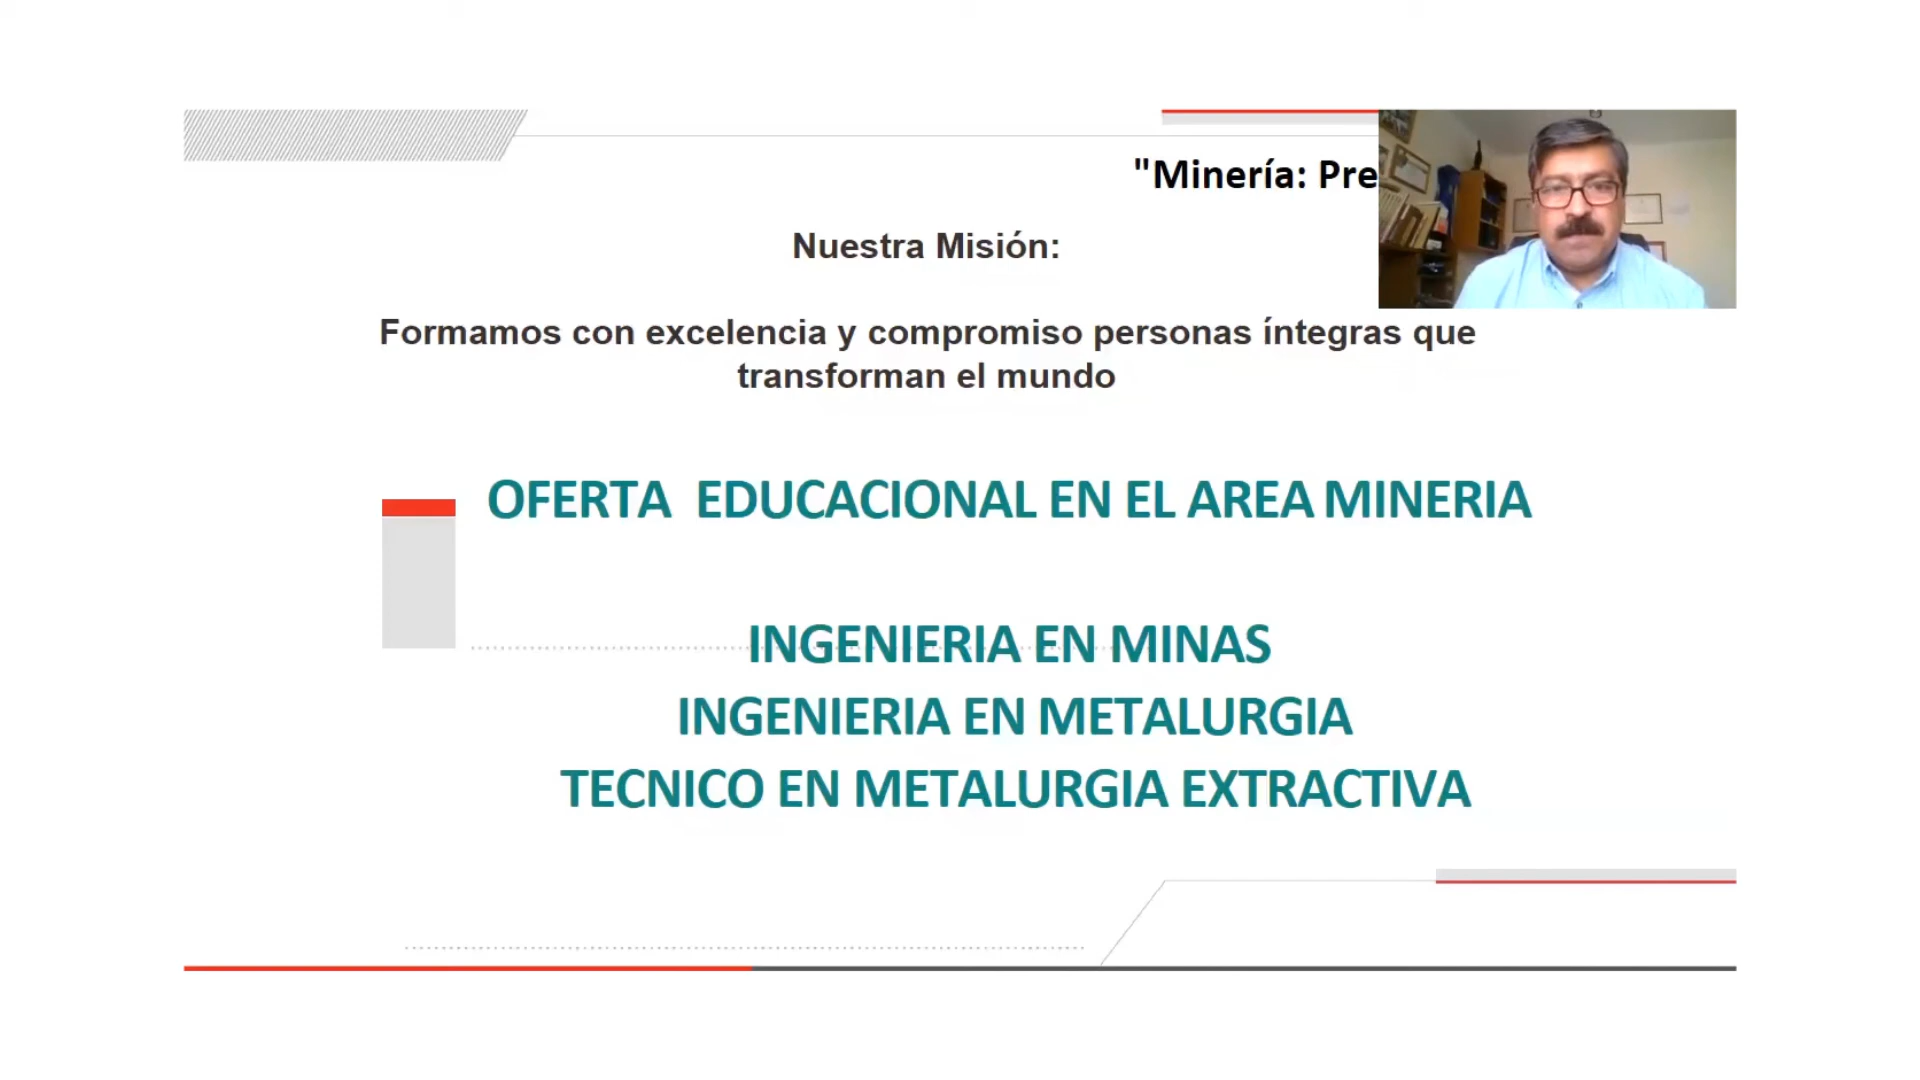 "Minería: Pre
Nuestra Misión:
Formamos con excelencia y compromiso personas íntegras que
transforman el mundo
OFERTA EDUCACIONAL EN EL AREA MINERIA
INGENIERIA EN MINAS
INGENIERIA EN METALURGIA
TECNICO EN METALURGIA EXTRACTIVA